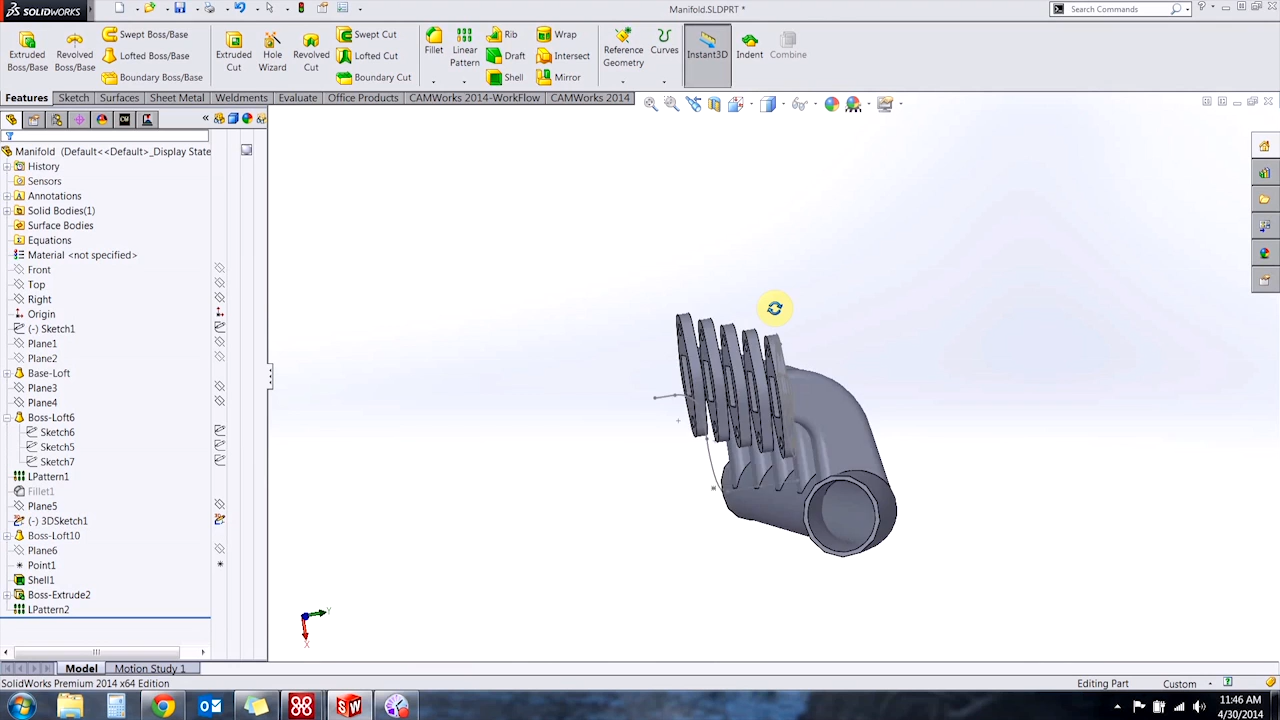 SOLIDWORKS
Manifold.SLDPRT *
Search Commands
Extruded Boss/Base
Revolved Boss/Base
Swept Boss/Base
Lofted Boss/Base
Boundary Boss/Base
Extruded Cut
Hole Wizard
Revolved Cut
Swept Cut
Lofted Cut
Boundary Cut
Fillet
Linear Pattern
Rib
Draft
Shell
Wrap
Intersect
Mirror
Reference Geometry
Curves
Instant3D
Indent
Combine
Features
Sketch
Surfaces
Sheet Metal
Weldments
Evaluate
Office Products
CAMWorks 2014-WorkFlow
CAMWorks 2014
Manifold (Default<<Default>_Display State
History
Sensors
Annotations
Solid Bodies(1)
Surface Bodies
Equations
Material <not specified>
Front
Top
Right
Origin
(-) Sketch1
Plane1
Plane2
Base-Loft
Plane3
Plane4
Boss-Loft6
Sketch6
Sketch5
Sketch7
LPattern1
Fillet1
Plane5
(-) 3DSketch1
Boss-Loft10
Plane6
Point1
Shell1
Boss-Extrude2
LPattern2
Y
X
Model
Motion Study 1
SolidWorks Premium 2014 x64 Edition
Editing Part
Custom
11:46 AM
4/30/2014